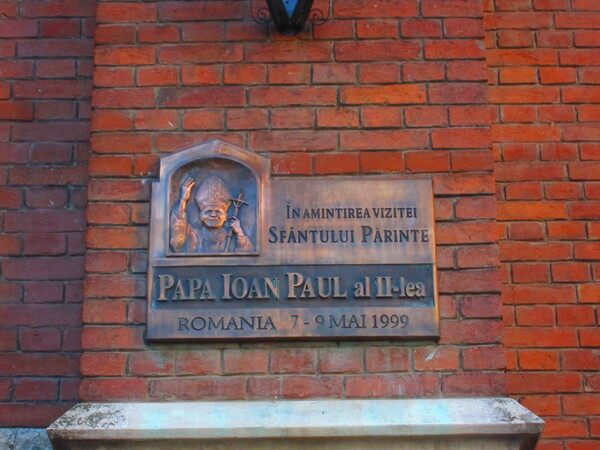 ÎN AMINTIREA VIZITEI
SFÂNTULUI PĂRINTE
PAPA IOAN PAUL al II-lea
ROMANIA 7-9 MAI 1999